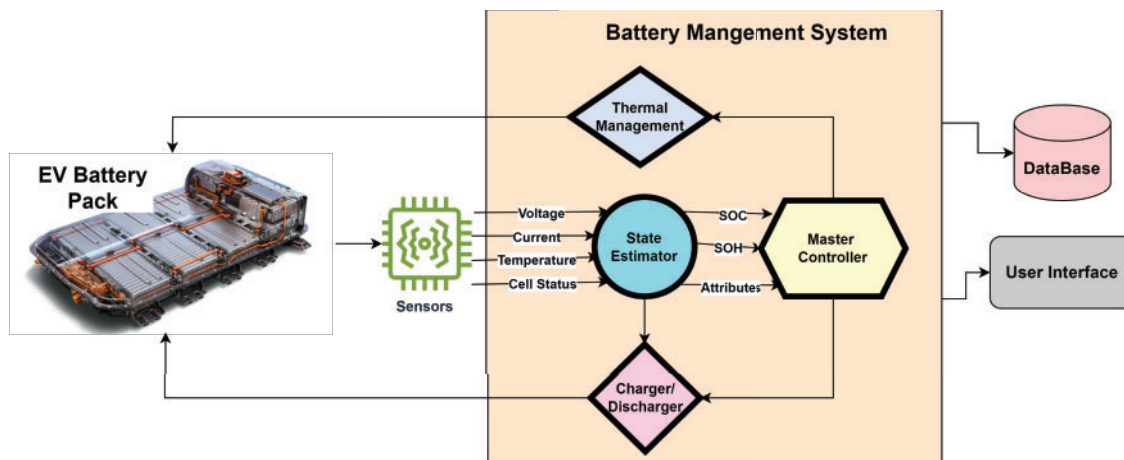 Battery Mangement System
Thermal
Management
DataBase
EV Battery
Pack
Voltage
Current
Temperature
Cell Status
Sensors
State
Estimator
SOC
SOH
Attributes
Master
Controller
User Interface
Charger/
Discharger